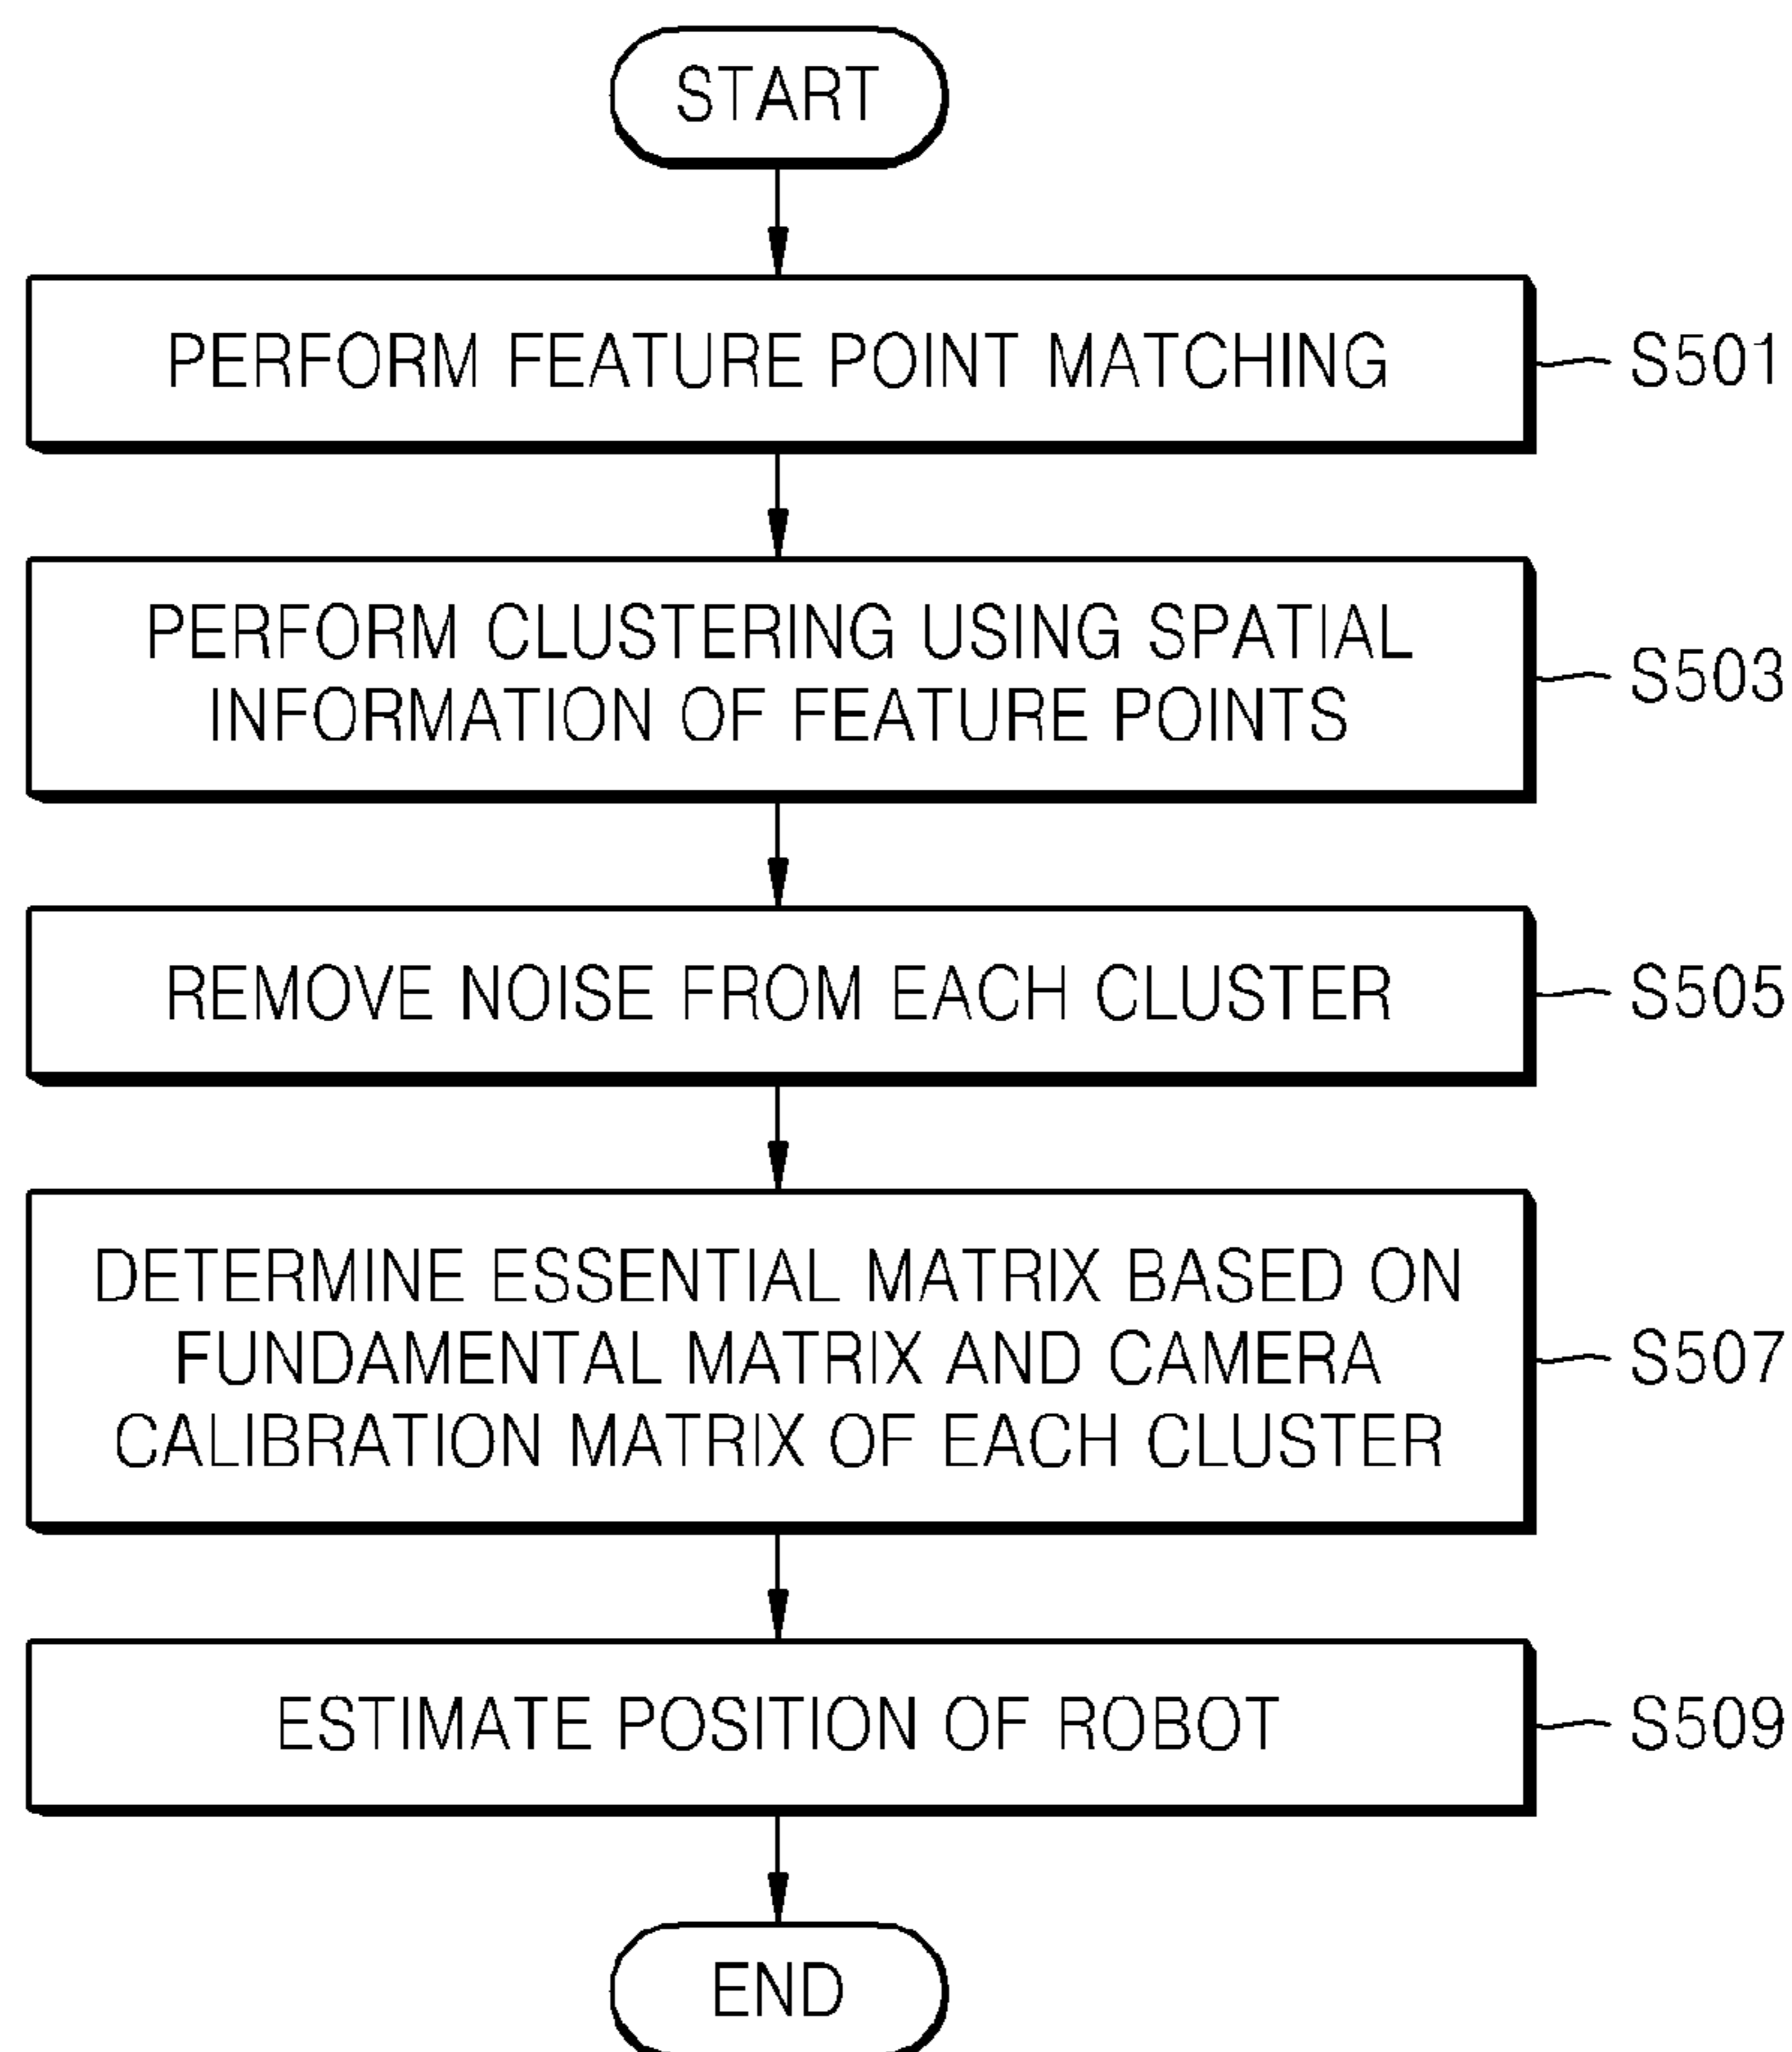 START
PERFORM FEATURE POINT MATCHING
S501
PERFORM CLUSTERING USING SPATIAL
INFORMATION OF FEATURE POINTS
S503
REMOVE NOISE FROM EACH CLUSTER
S505
DETERMINE ESSENTIAL MATRIX BASED ON
FUNDAMENTAL MATRIX AND CAMERA
CALIBRATION MATRIX OF EACH CLUSTER
S507
ESTIMATE POSITION OF ROBOT
S509
END